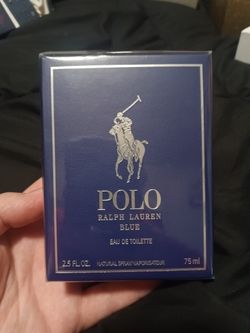 POLO
RALPH LAUREN
BLUE
EAU DE TOILETTE
2.5 FL.OZ. NATURAL SPRAY/VAPORISATEUR 75 ml